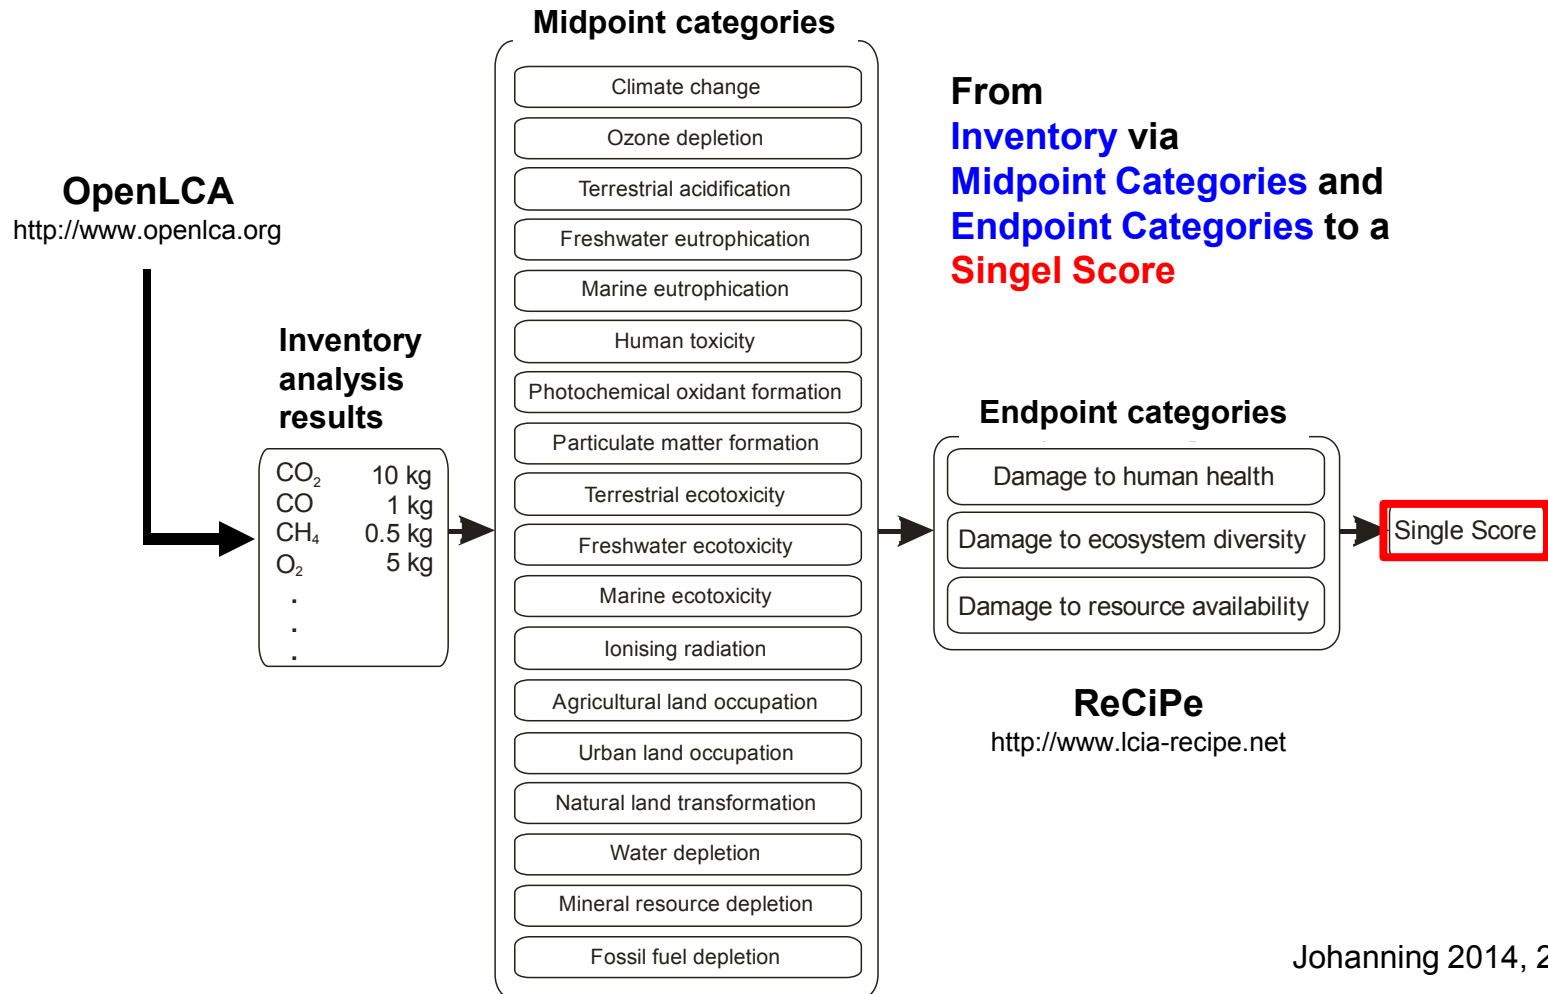 Midpoint categories
Climate change
Ozone depletion
Terrestrial acidification
Freshwater eutrophication
Marine eutrophication
Human toxicity
Photochemical oxidant formation
Particulate matter formation
Terrestrial ecotoxicity
Freshwater ecotoxicity
Marine ecotoxicity
Ionising radiation
Agricultural land occupation
Urban land occupation
Natural land transformation
Water depletion
Mineral resource depletion
Fossil fuel depletion
From
Inventory via
Midpoint Categories and
Endpoint Categories to a
Singel Score
OpenLCA
http://www.openlca.org
Inventory
analysis
results
CO₂ 10 kg
CO 1 kg
CH₄ 0.5 kg
O₂ 5 kg
.
.
.
Endpoint categories
Damage to human health
Damage to ecosystem diversity
Damage to resource availability
Single Score
ReCiPe
http://www.lcia-recipe.net
Johanning 2014, 2